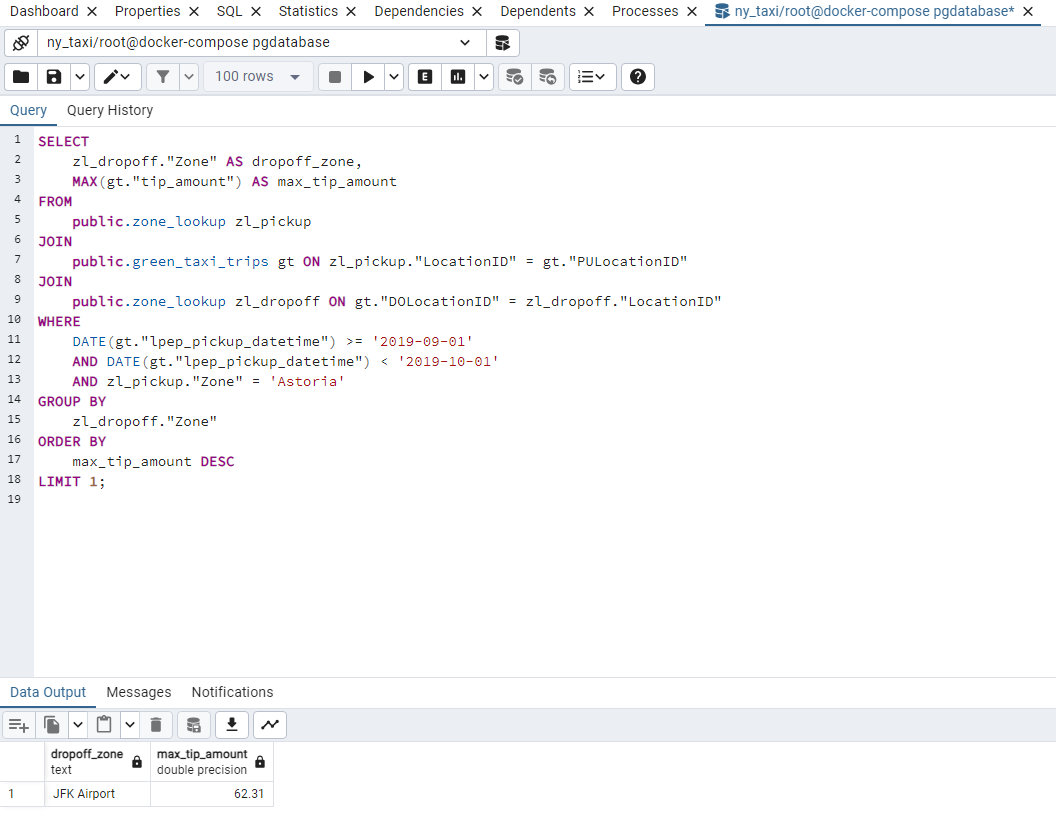 Dashboard Properties SQL Statistics Dependencies Dependents Processes ny_taxi/root@docker-compose pgdatabase*
ny_taxi/root@docker-compose pgdatabase
100 rows E ?
Query Query History
1 SELECT
2 zl_dropoff."Zone" AS dropoff_zone,
3 MAX(gt."tip_amount") AS max_tip_amount
4 FROM
5 public.zone_lookup zl_pickup
6 JOIN
7 public.green_taxi_trips gt ON zl_pickup."LocationID" = gt."PULocationID"
8 JOIN
9 public.zone_lookup zl_dropoff ON gt."DOLocationID" = zl_dropoff."LocationID"
10 WHERE
11 DATE(gt."lpep_pickup_datetime") >= '2019-09-01'
12 AND DATE(gt."lpep_pickup_datetime") < '2019-10-01'
13 AND zl_pickup."Zone" = 'Astoria'
14 GROUP BY
15 zl_dropoff."Zone"
16 ORDER BY
17 max_tip_amount DESC
18 LIMIT 1;
19
Data Output Messages Notifications
dropoff_zone max_tip_amount
text double precision
1 JFK Airport 62.31